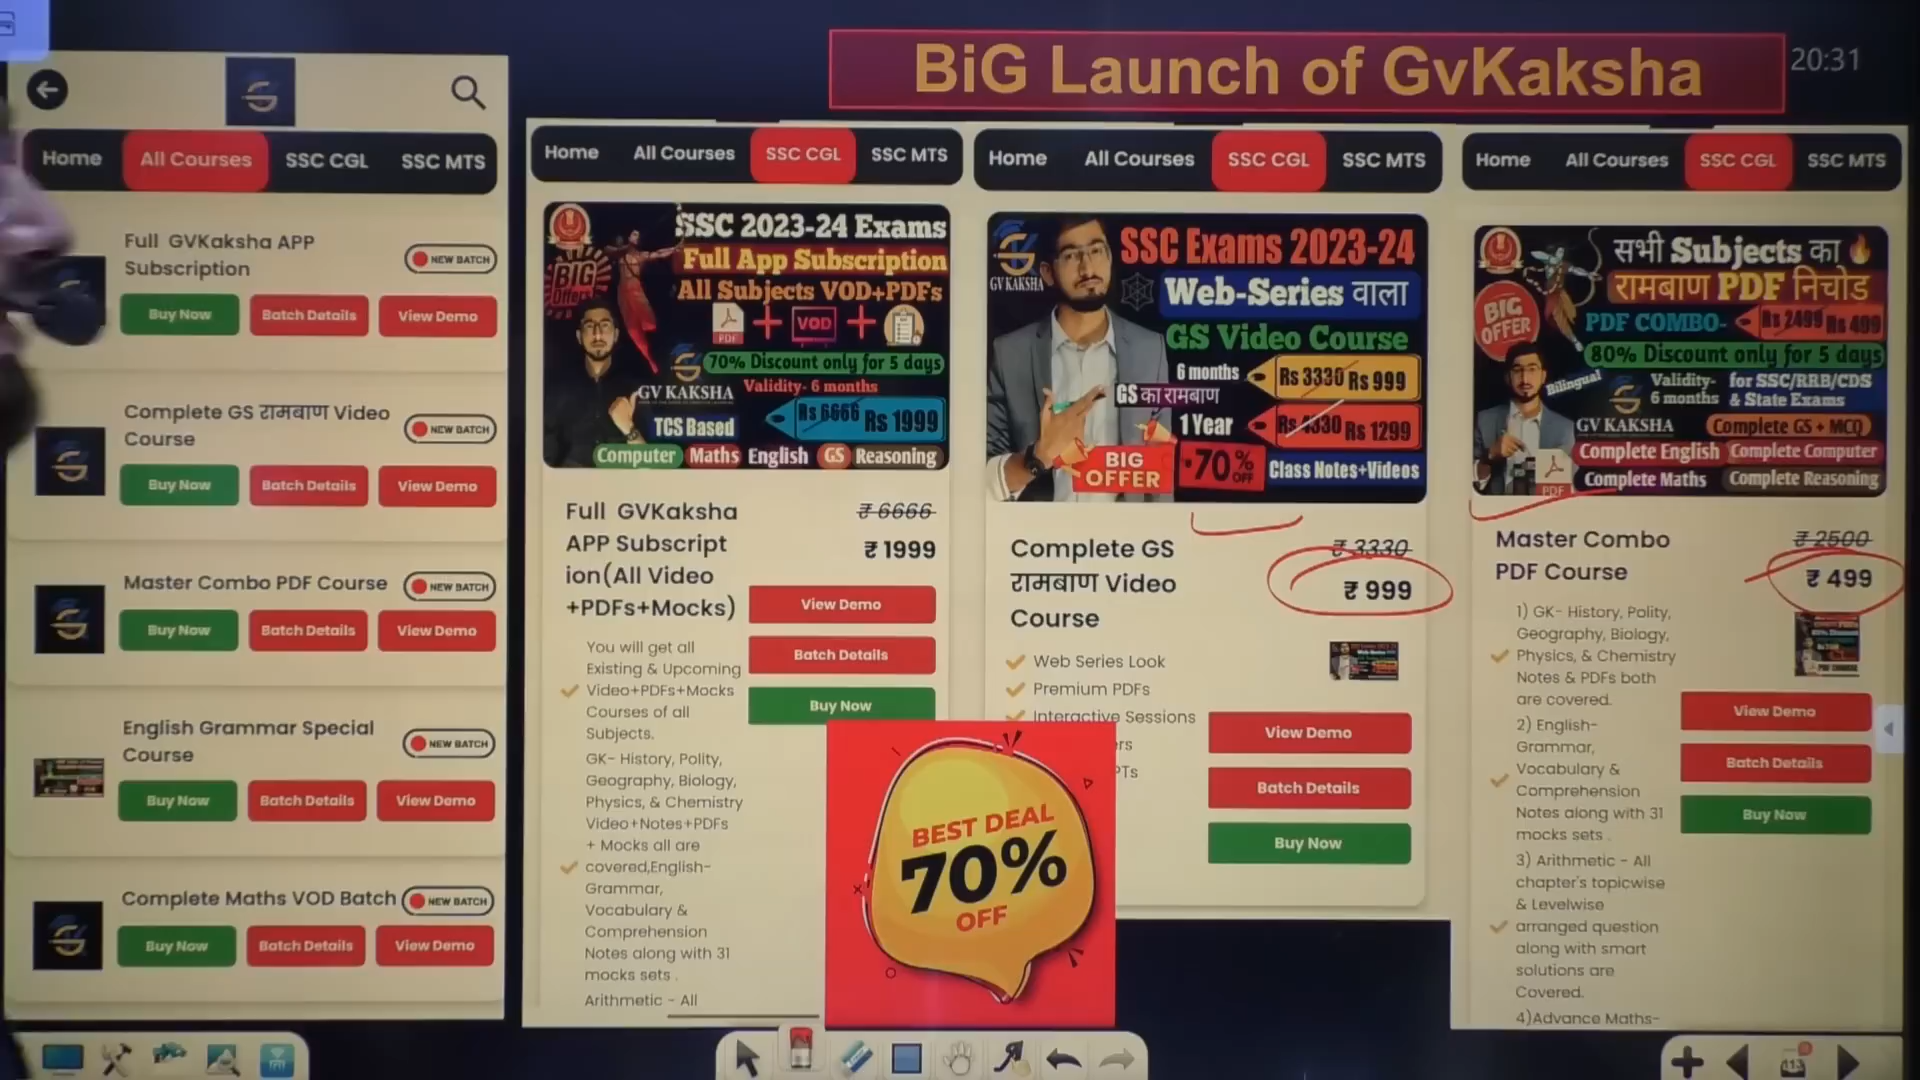 BiG Launch of GvKaksha
20:31
Home
All Courses
SSC CGL
SSC MTS
Full GVKaksha APP
Subscription
NEW BATCH
Buy Now
Batch Details
View Demo
Complete GS रामबाण Video
Course
NEW BATCH
Buy Now
Batch Details
View Demo
Master Combo PDF Course
NEW BATCH
Buy Now
Batch Details
View Demo
English Grammar Special
Course
NEW BATCH
Buy Now
Batch Details
View Demo
Complete Maths VOD Batch
NEW BATCH
Buy Now
Batch Details
View Demo
Home
All Courses
SSC CGL
SSC MTS
SSC 2023-24 Exams
BIG
Offers
Full App Subscription
All Subjects VOD+PDFs
PDF
+
VOD
+
70% Discount only for 5 days
GV KAKSHA
Validity- 6 months
Rs 6666 Rs 1999
TCS Based
Computer Maths English GS Reasoning
Full GVKaksha
APP Subscript
ion(All Video
+PDFs+Mocks)
₹ 6666
₹ 1999
View Demo
Batch Details
Buy Now
You will get all
Existing & Upcoming
Video+PDFs+Mocks
Courses of all
Subjects.
GK- History, Polity,
Geography, Biology,
Physics, & Chemistry
Video+Notes+PDFs
+ Mocks all are
covered,English-
Grammar,
Vocabulary &
Comprehension
Notes along with 31
mocks sets .
Arithmetic - All
BEST DEAL
70%
OFF
Home
All Courses
SSC CGL
SSC MTS
GV KAKSHA
SSC Exams 2023-24
Web-Series वाला
GS Video Course
6 months
Rs 3330 Rs 999
GS का रामबाण
1 Year
Rs 4330 Rs 1299
BIG
OFFER
-70%
OFF
Class Notes+Videos
Complete GS
रामबाण Video
Course
₹ 3330
₹ 999
Web Series Look
Premium PDFs
Interactive Sessions
View Demo
Batch Details
Buy Now
Home
All Courses
SSC CGL
SSC MTS
सभी Subjects का
रामबाण PDF निचोड
BIG
OFFER
PDF COMBO-
Rs 2499 Rs 499
80% Discount only for 5 days
Bilingual
Validity-
6 months
for SSC/RRB/CDS
& State Exams
GV KAKSHA
Complete GS + MCQ
Complete English
Complete Computer
PDF
Complete Maths
Complete Reasoning
Master Combo
PDF Course
₹ 2500
₹ 499
1) GK- History, Polity,
Geography, Biology,
Physics, & Chemistry
Notes & PDFs both
are covered.
2) English-
Grammar,
Vocabulary &
Comprehension
Notes along with 31
mocks sets .
3) Arithmetic - All
chapter's topicwise
& Levelwise
arranged question
along with smart
solutions are
Covered.
4)Advance Maths-
View Demo
Batch Details
Buy Now